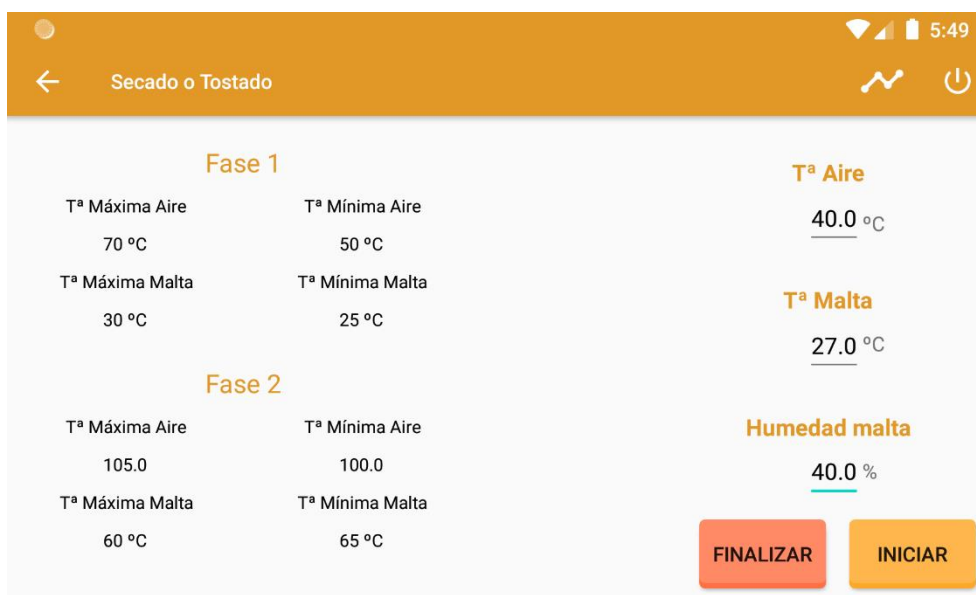 5:49
Secado o Tostado
Fase 1
Tª Máxima Aire Tª Mínima Aire
70 ºC 50 ºC
Tª Máxima Malta Tª Mínima Malta
30 ºC 25 ºC
Fase 2
Tª Máxima Aire Tª Mínima Aire
105.0 100.0
Tª Máxima Malta Tª Mínima Malta
60 ºC 65 ºC
Tª Aire
40.0 ºC
Tª Malta
27.0 ºC
Humedad malta
40.0 %
FINALIZAR INICIAR